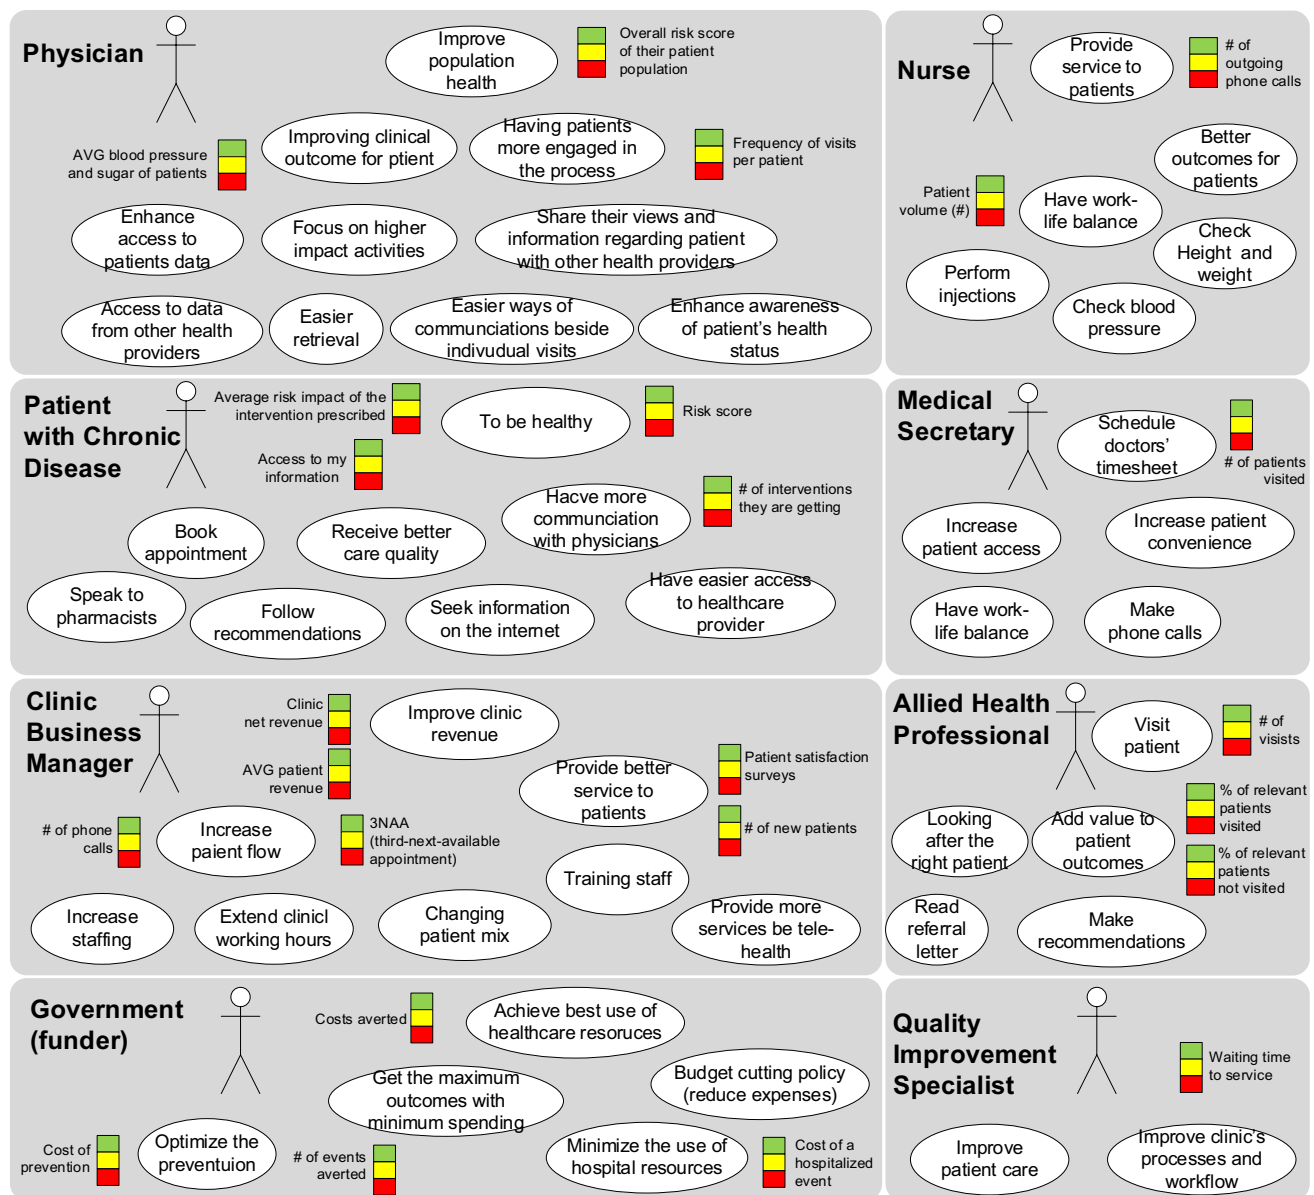 Physician
Improve
population
health
Overall risk score
of their patient
population
AVG blood pressure
and sugar of patients
Improving clinical
outcome for ptient
Having patients
more engaged in
the process
Frequency of visits
per patient
Enhance
access to
patients data
Focus on higher
impact activities
Share their views and
information regarding patient
with other health providers
Access to data
from other health
providers
Easier
retrieval
Easier ways of
communciations beside
indivudual visits
Enhance awareness
of patient's health
status
Nurse
Provide
service to
patients
# of
outgoing
phone calls
Better
outcomes for
patients
Patient
volume (#)
Have work-
life balance
Check
Height and
weight
Perform
injections
Check blood
pressure
Patient
with Chronic
Disease
Average risk impact of the
intervention prescribed
To be healthy
Risk score
Access to my
information
Hacve more
communciation
with physicians
# of interventions
they are getting
Book
appointment
Receive better
care quality
Speak to
pharmacists
Follow
recommendations
Seek information
on the internet
Have easier access
to healthcare
provider
Medical
Secretary
Schedule
doctors'
timesheet
# of patients
visited
Increase
patient access
Increase patient
convenience
Have work-
life balance
Make
phone calls
Clinic
Business
Manager
Clinic
net revenue
Improve clinic
revenue
AVG patient
revenue
Provide better
service to
patients
Patient satisfaction
surveys
# of new patients
# of phone
calls
Increase
paient flow
3NAA
(third-next-available
appointment)
Training staff
Increase
staffing
Extend clinicl
working hours
Changing
patient mix
Provide more
services be tele-
health
Allied Health
Professional
Visit
patient
# of
visists
Looking
after the
right patient
Add value to
patient
outcomes
% of relevant
patients
visited
% of relevant
patients
not visited
Read
referral
letter
Make
recommendations
Government
(funder)
Costs averted
Achieve best use of
healthcare resoruces
Get the maximum
outcomes with
minimum spending
Budget cutting policy
(reduce expenses)
Cost of
prevention
Optimize the
preventuion
# of events
averted
Minimize the use of
hospital resources
Cost of a
hospitalized
event
Quality
Improvement
Specialist
Waiting time
to service
Improve
patient care
Improve clinic's
processes and
workflow